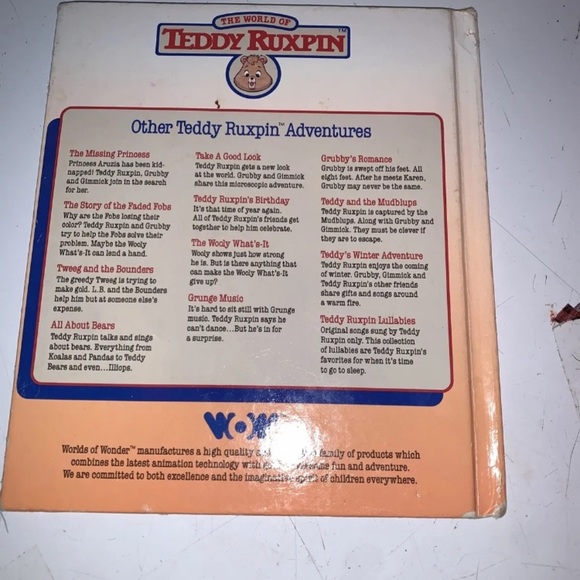 THE WORLD OF
TEDDY RUXPIN™
Other Teddy Ruxpin™ Adventures
The Missing Princess
Princess Aruzia has been kid-
napped! Teddy Ruxpin, Grubby
and Gimmick join in the search
for her.
The Story of the Faded Fobs
Why are the Fobs losing their
color? Teddy Ruxpin and Grubby
try to help the Fobs solve their
problem. Maybe the Wooly
What's-It can lend a hand.
Tweeg and the Bounders
The greedy Tweeg is trying to
make gold. L.B. and the Bounders
help him but at someone else's
expense.
All About Bears
Teddy Ruxpin talks and sings
about bears. Everything from
Koalas and Pandas to Teddy
Bears and even...Illiops.
Take A Good Look
Teddy Ruxpin gets a new look
at the world. Grubby and Gimmick
share this microscopic adventure.
Teddy Ruxpin's Birthday
It's that time of year again.
All of Teddy Ruxpin's friends get
together to help him celebrate.
The Wooly What's-It
Wooly shows just how strong
he is. But is there anything that
can make the Wooly What's-It
give up?
Grunge Music
It's hard to sit still with Grunge
music. Teddy Ruxpin says he
can't dance...But he's in for
a surprise.
Grubby's Romance
Grubby is swept off his feet. All
eight feet. After he meets Karen,
Grubby may never be the same.
Teddy and the Mudblups
Teddy Ruxpin is captured by the
Mudblups. Along with Grubby and
Gimmick. They must be clever if
they are to escape.
Teddy's Winter Adventure
Teddy Ruxpin enjoys the coming
of winter. Grubby, Gimmick and
Teddy Ruxpin's other friends
share gifts and songs around
a warm fire.
Teddy Ruxpin Lullabies
Original songs sung by Teddy
Ruxpin only. This collection
of lullabies are Teddy Ruxpin's
favorites for when it's time
to go to sleep.
WOW
Worlds of Wonder™ manufactures a high quality family of products which
combines the latest animation technology with fun and adventure.
We are committed to both excellence and the imaginative spirit of children everywhere.